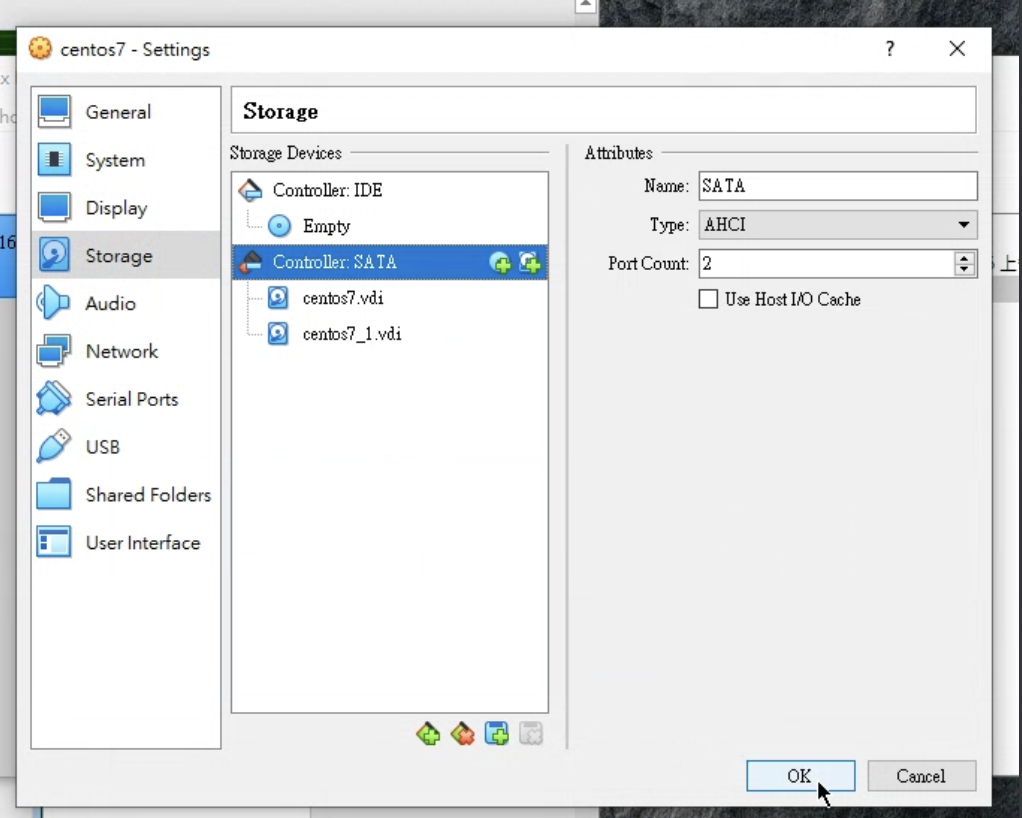 centos7 - Settings
?
General
System
Display
Storage
Audio
Network
Serial Ports
USB
Shared Folders
User Interface
Storage
Storage Devices
Controller: IDE
Empty
Controller: SATA
centos7.vdi
centos7_1.vdi
Attributes
Name: SATA
Type: AHCI
Port Count: 2
Use Host I/O Cache
OK
Cancel
16
上